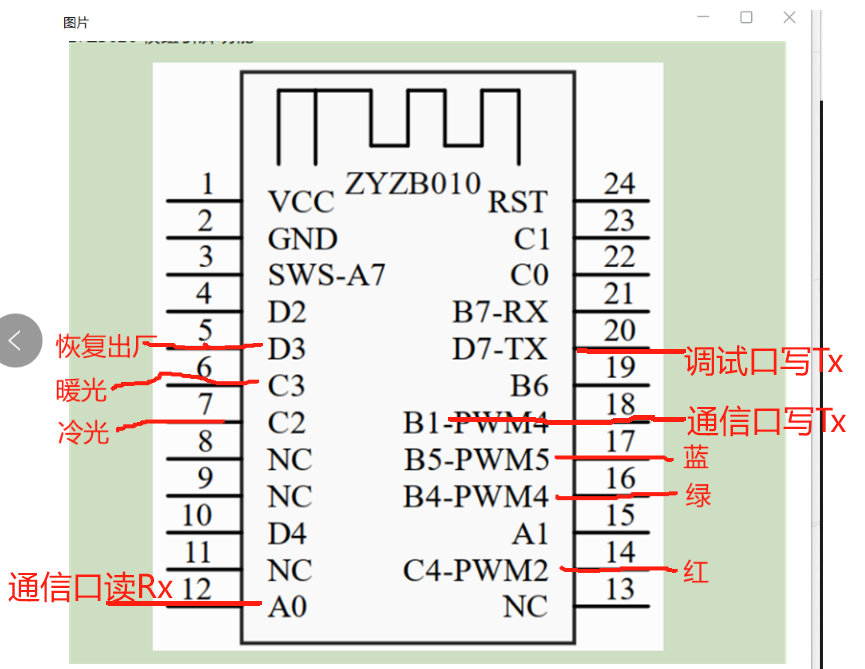 图片
ZYZB010
1 VCC RST 24
2 GND C1 23
3 SWS-A7 C0 22
4 D2 B7-RX 21
恢复出厂 5 D3 D7-TX 20 调试口写Tx
暖光 6 C3 B6 19
冷光 7 C2 B1-PWM4 18 通信口写Tx
8 NC B5-PWM5 17 蓝
9 NC B4-PWM4 16 绿
10 D4 A1 15
11 NC C4-PWM2 14 红
通信口读Rx 12 A0 NC 13